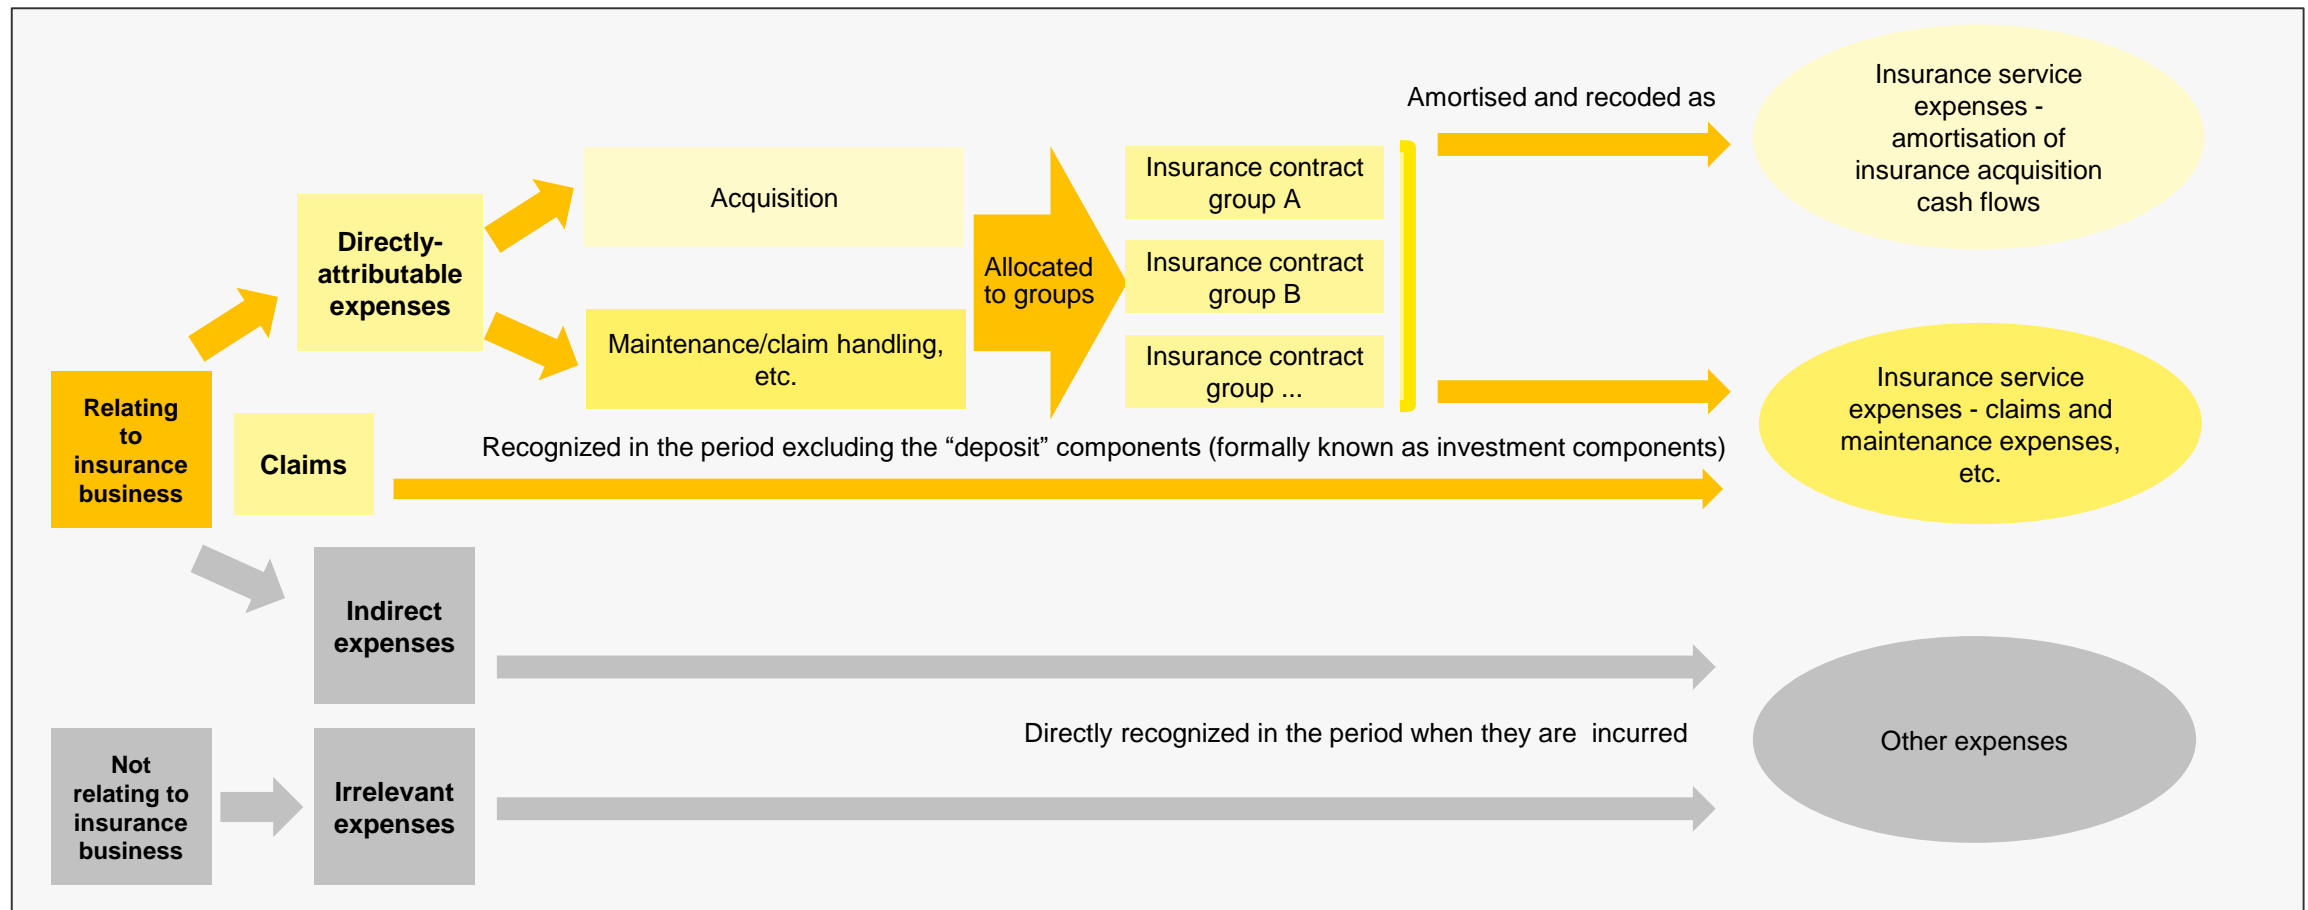 Relating
to
insurance
business
Directly-
attributable
expenses
Claims
Acquisition
Maintenance/claim handling,
etc.
Allocated
to groups
Insurance contract
group A
Insurance contract
group B
Insurance contract
group ...
Amortised and recoded as
Insurance service
expenses -
amortisation of
insurance acquisition
cash flows
Recognized in the period excluding the “deposit” components (formally known as investment components)
Insurance service
expenses - claims and
maintenance expenses,
etc.
Indirect
expenses
Not
relating to
insurance
business
Irrelevant
expenses
Directly recognized in the period when they are  incurred
Other expenses